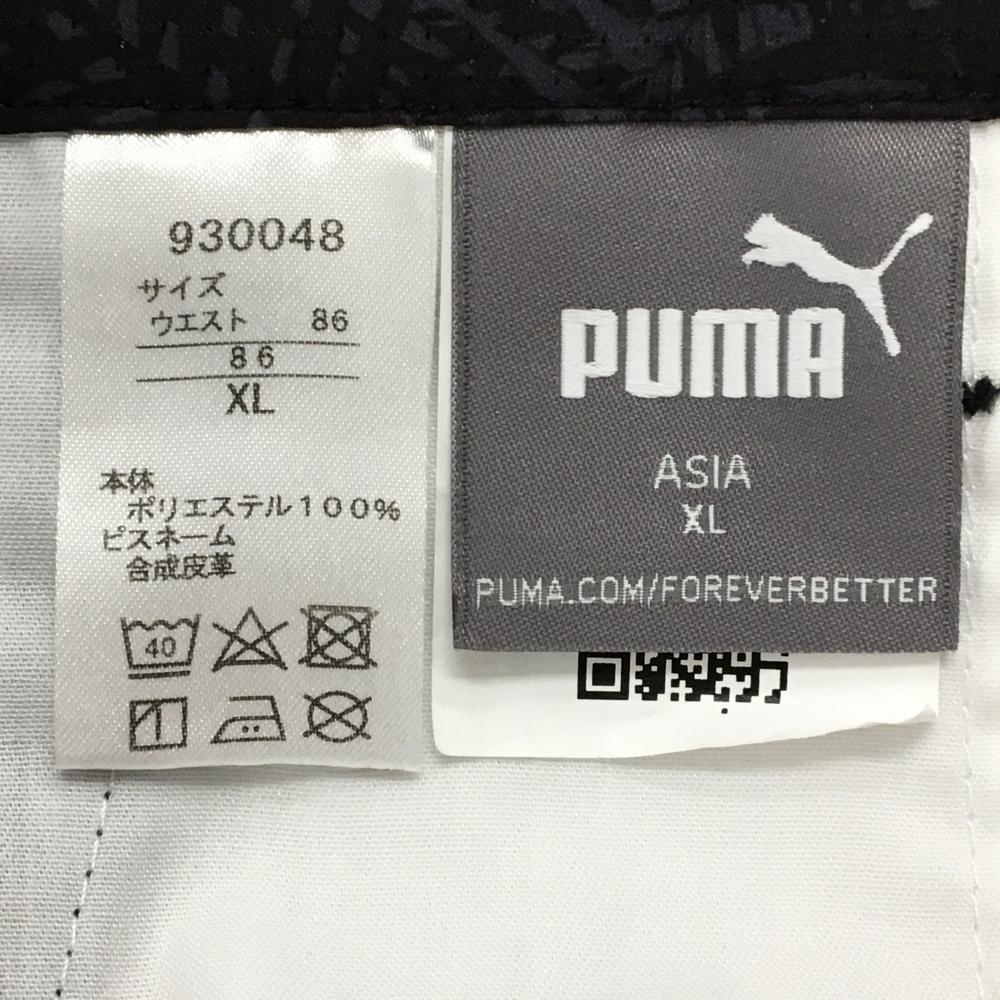 930048
サイズ
ウエスト 86
86
XL
本体
ポリエステル100%
ピスネーム
合成皮革
40
PUMA
ASIA
XL
PUMA.COM/FOREVERBETTER